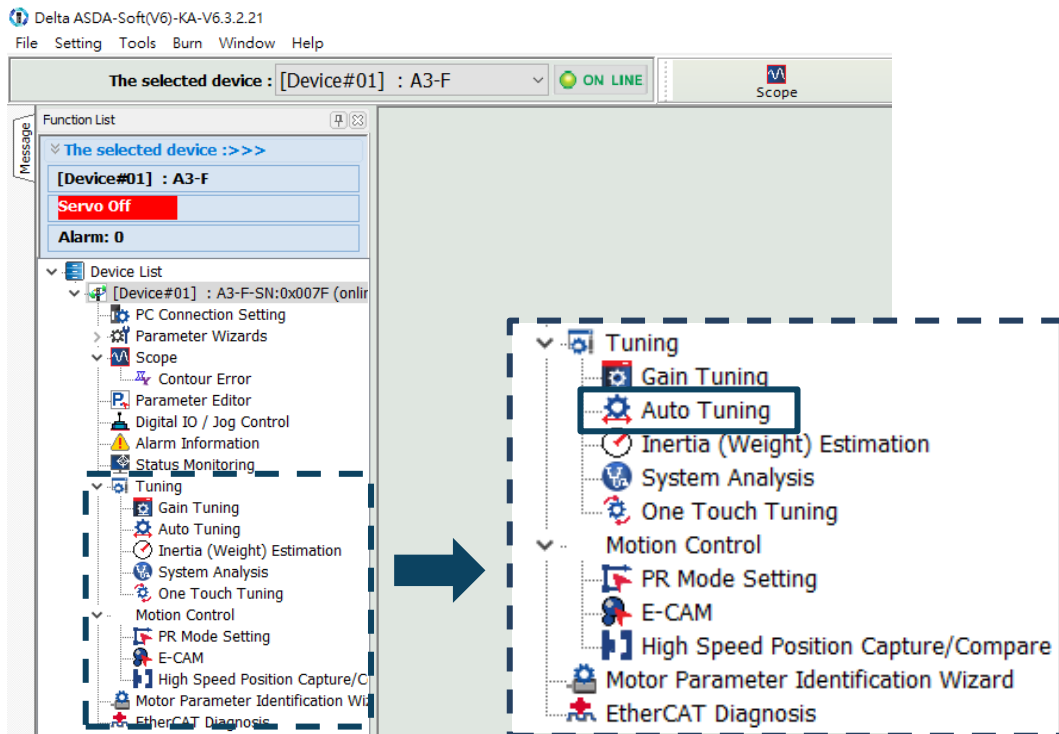 Delta ASDA-Soft(V6)-KA-V6.3.2.21
File Setting Tools Burn Window Help
The selected device : [Device#01] : A3-F ON LINE Scope
Message
Function List
The selected device :>>>
[Device#01] : A3-F
Servo Off
Alarm: 0
Device List
[Device#01] : A3-F-SN:0x007F (onlir
PC Connection Setting
Parameter Wizards
Scope
Contour Error
Parameter Editor
Digital IO / Jog Control
Alarm Information
Status Monitoring
Tuning
Gain Tuning
Auto Tuning
Inertia (Weight) Estimation
System Analysis
One Touch Tuning
Motion Control
PR Mode Setting
E-CAM
High Speed Position Capture/C
Motor Parameter Identification Wiz
EtherCAT Diagnosis
Tuning
Gain Tuning
Auto Tuning
Inertia (Weight) Estimation
System Analysis
One Touch Tuning
Motion Control
PR Mode Setting
E-CAM
High Speed Position Capture/Compare
Motor Parameter Identification Wizard
EtherCAT Diagnosis